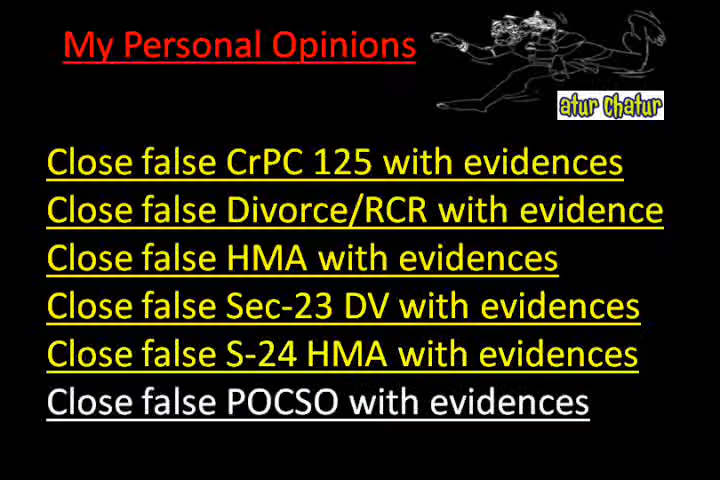 My Personal Opinions
atur Chatur
Close false CrPC 125 with evidences
Close false Divorce/RCR with evidence
Close false HMA with evidences
Close false Sec-23 DV with evidences
Close false S-24 HMA with evidences
Close false POCSO with evidences